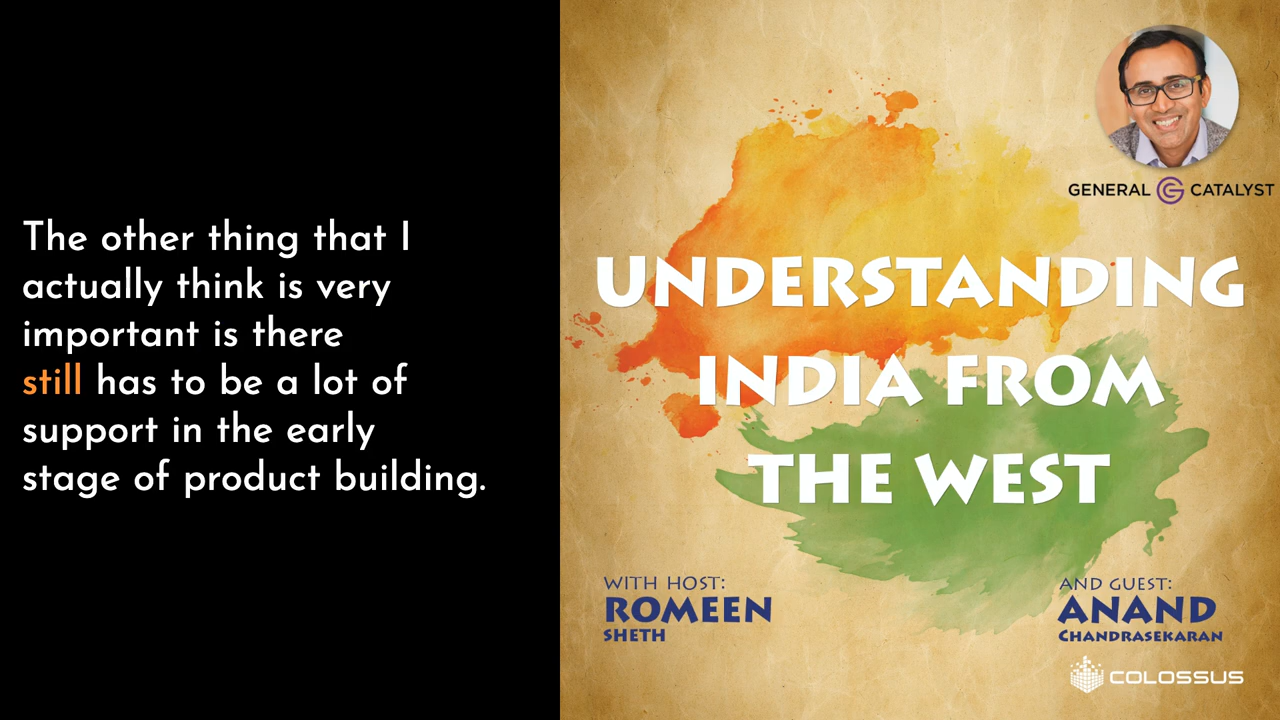 The other thing that I
actually think is very
important is there
still has to be a lot of
support in the early
stage of product building.
GENERAL CATALYST
UNDERSTANDING
INDIA FROM
THE WEST
WITH HOST:
ROMEEN
SHETH
AND GUEST:
ANAND
CHANDRASEKARAN
COLOSSUS